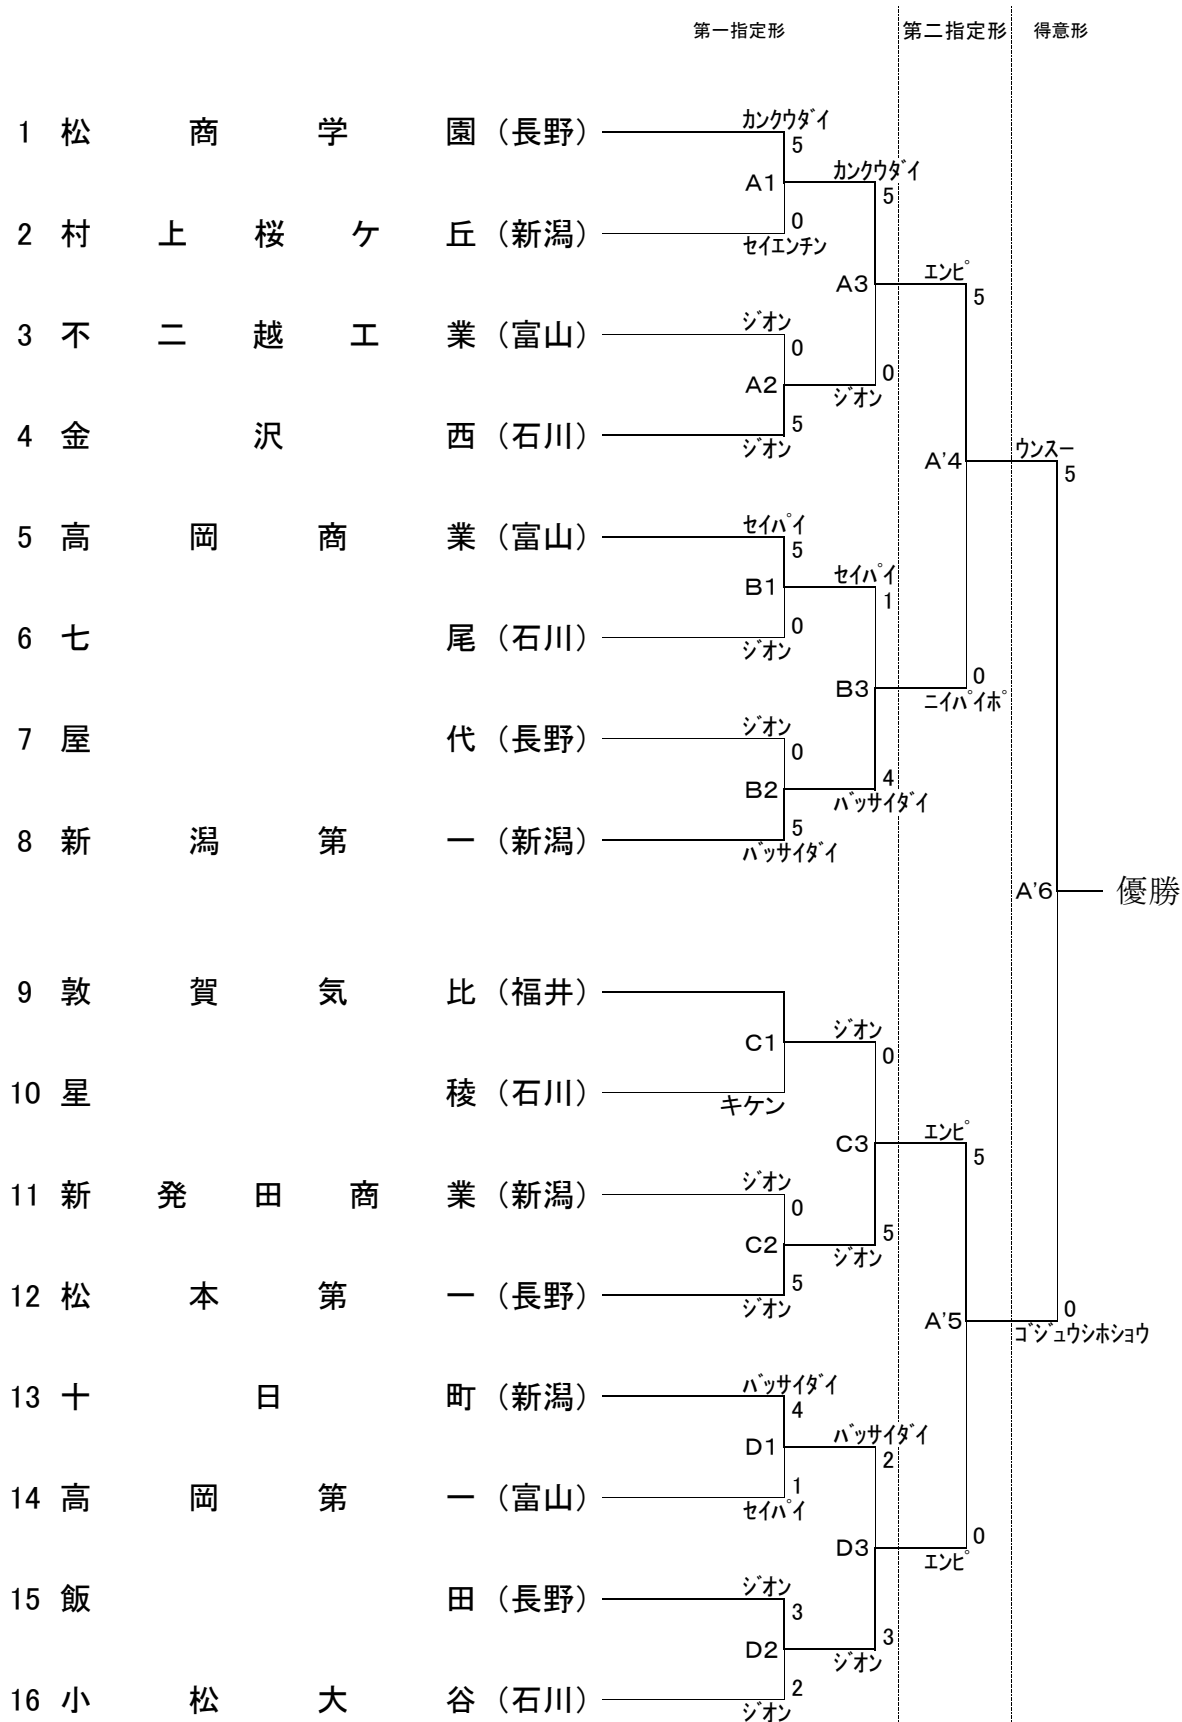 第一指定形 第二指定形 得意形
カンクウダイ
1 松商学園（長野）
5
カンクウダイ
A1
5
0
2 村上桜ケ丘（新潟）
セイエンチン
エンピ
A3
5
ジオン
3 不二越工業（富山）
0
0
A2
ジオン
5
4 金沢西（石川）
ジオン
ウンスー
A'4
5
セイパイ
5 高岡商業（富山）
5
セイパイ
B1
1
0
6 七尾（石川）
ジオン
0
B3
ニイパイポ
ジオン
7 屋代（長野）
0
4
B2
バッサイダイ
5
8 新潟第一（新潟）
バッサイダイ
A'6
優勝
9 敦賀気比（福井）
ジオン
C1
0
10 星稜（石川）
キケン
エンピ
C3
5
ジオン
11 新発田商業（新潟）
0
5
C2
ジオン
5
12 松本第一（長野）
ジオン
0
A'5
ゴジュウシホショウ
バッサイダイ
13 十日町（新潟）
4
バッサイダイ
D1
2
1
14 高岡第一（富山）
セイパイ
0
D3
エンピ
ジオン
15 飯田（長野）
3
3
D2
ジオン
2
16 小松大谷（石川）
ジオン